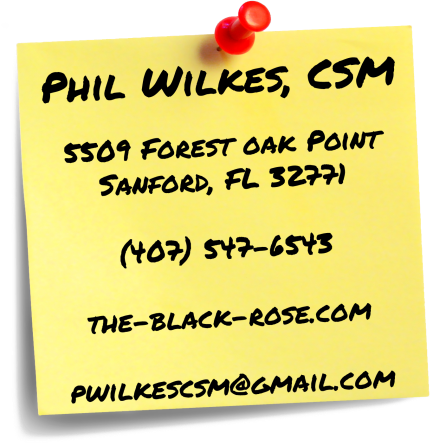 Phil Wilkes, CSM
5509 Forest oak Point
Sanford, FL 32771
(407) 547-6543
the-black-rose.com
pwilkescsm@gmail.com